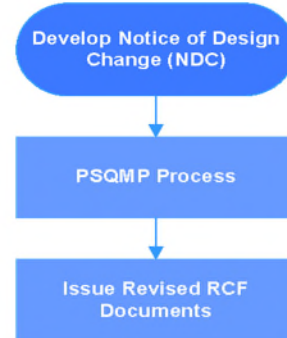 Develop Notice of Design
Change (NDC)
PSQMP Process
Issue Revised RCF
Documents